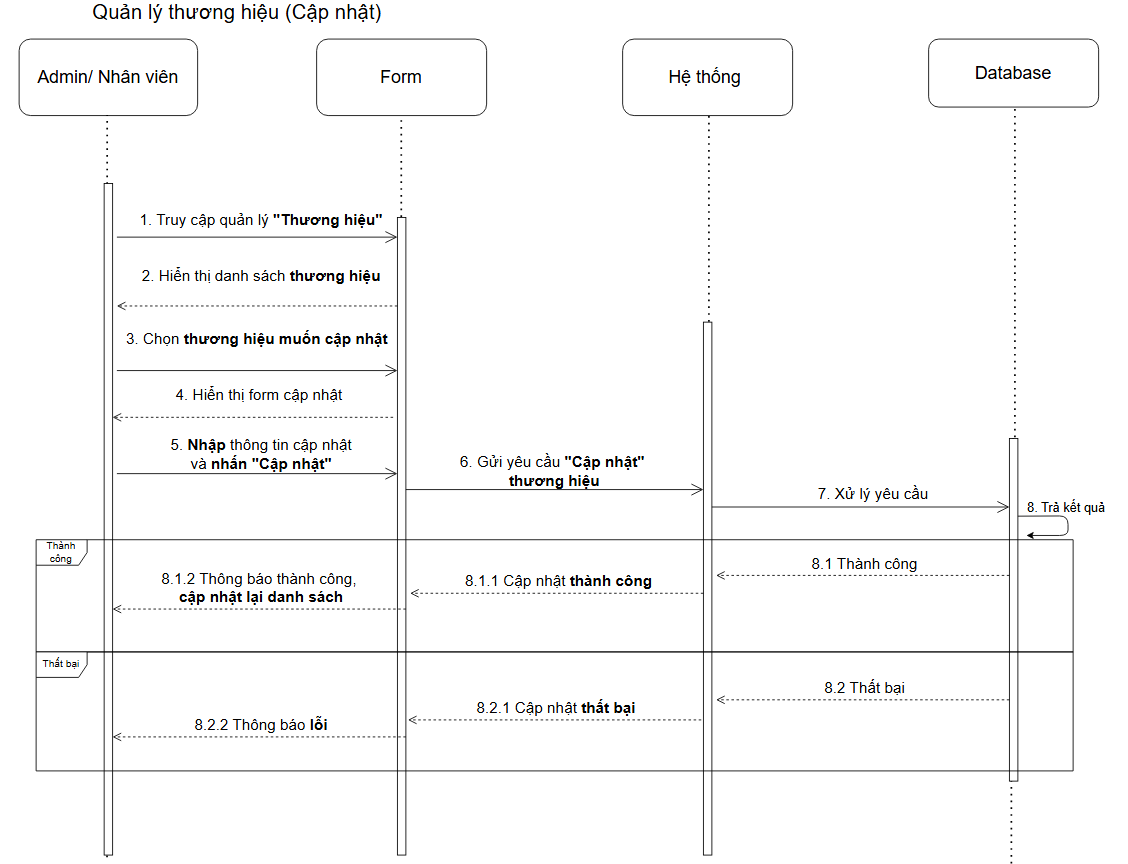 Quản lý thương hiệu (Cập nhật)
Admin/ Nhân viên
Form
Hệ thống
Database
1. Truy cập quản lý "Thương hiệu"
2. Hiển thị danh sách thương hiệu
3. Chọn thương hiệu muốn cập nhật
4. Hiển thị form cập nhật
5. Nhập thông tin cập nhật
và nhấn "Cập nhật"
6. Gửi yêu cầu "Cập nhật"
thương hiệu
7. Xử lý yêu cầu
8. Trả kết quả
Thành
công
8.1 Thành công
8.1.1 Cập nhật thành công
8.1.2 Thông báo thành công,
cập nhật lại danh sách
Thất bại
8.2 Thất bại
8.2.1 Cập nhật thất bại
8.2.2 Thông báo lỗi